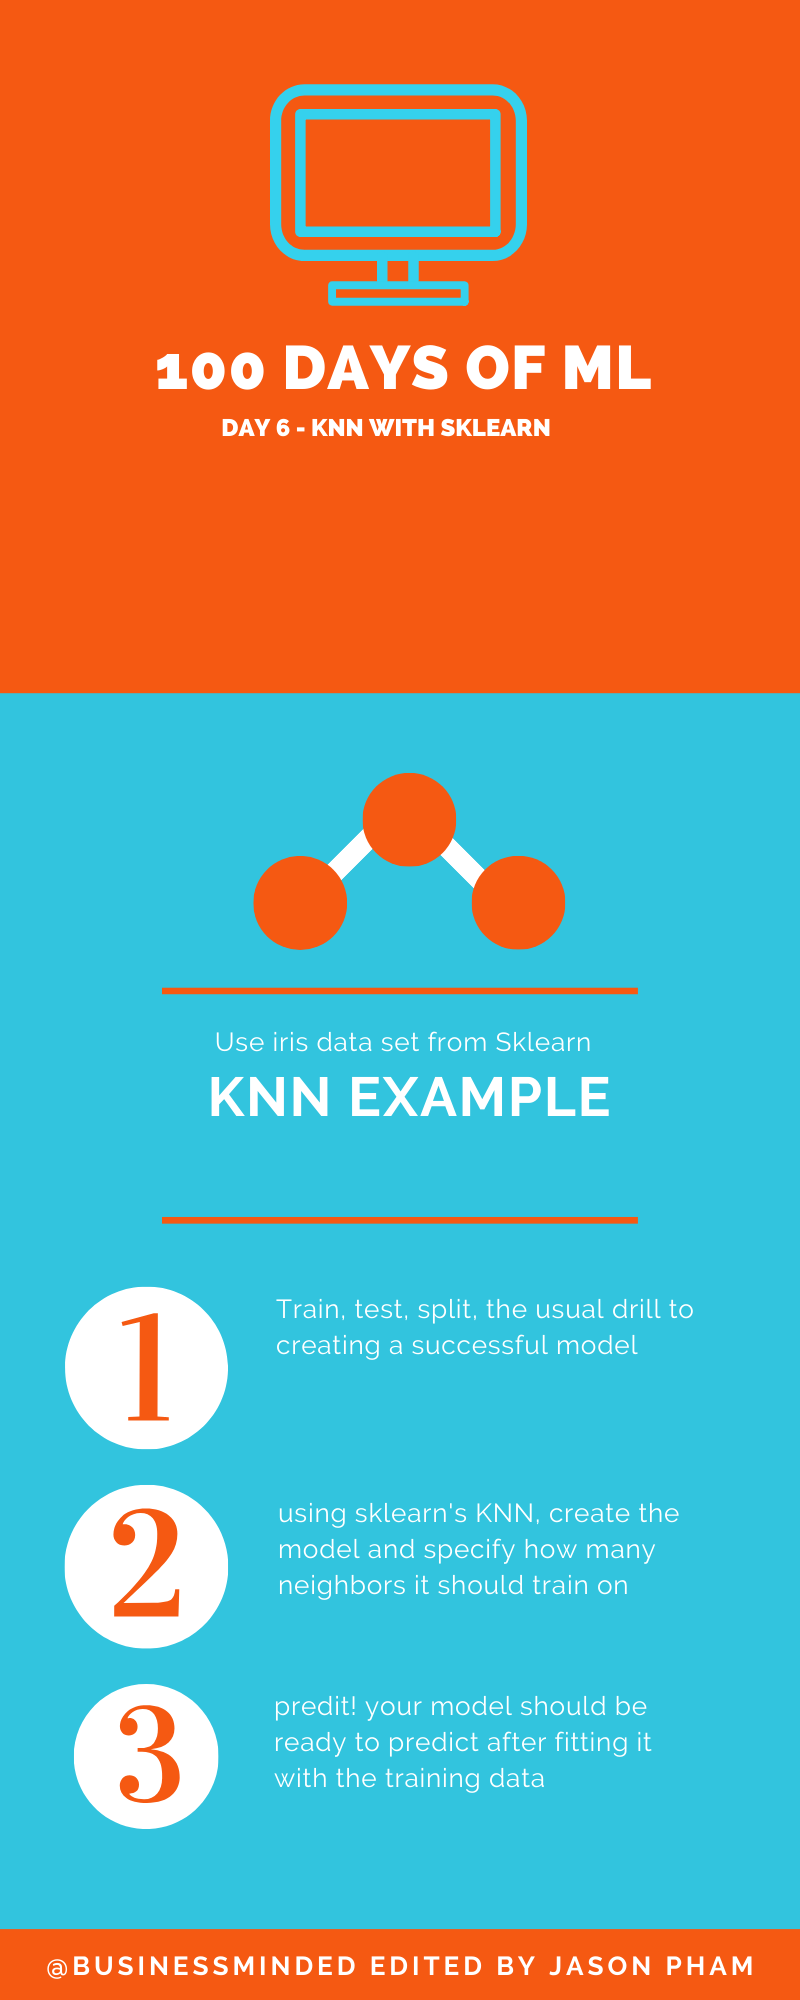 100 DAYS OF ML
DAY 6 - KNN WITH SKLEARN
Use iris data set from Sklearn
KNN EXAMPLE
1
Train, test, split, the usual drill to
creating a successful model
2
using sklearn's KNN, create the
model and specify how many
neighbors it should train on
3
predit! your model should be
ready to predict after fitting it
with the training data
@BUSINESSMINDED EDITED BY JASON PHAM